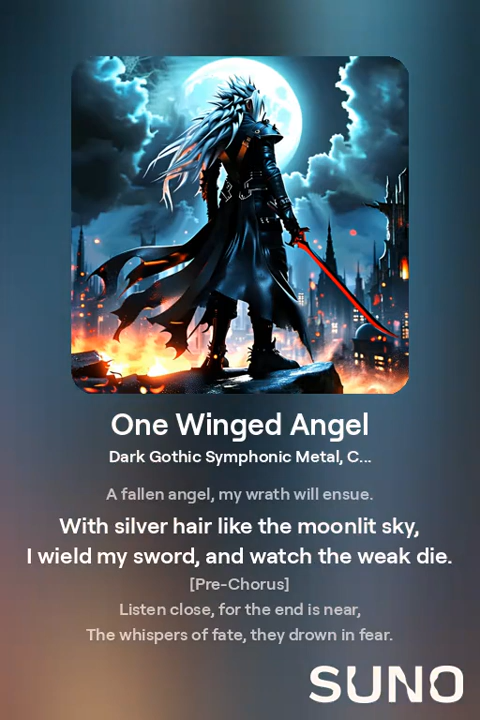 One Winged Angel
Dark Gothic Symphonic Metal, C...
A fallen angel, my wrath will ensue.
With silver hair like the moonlit sky,
I wield my sword, and watch the weak die.
[Pre-Chorus]
Listen close, for the end is near,
The whispers of fate, they drown in fear.
SUNO